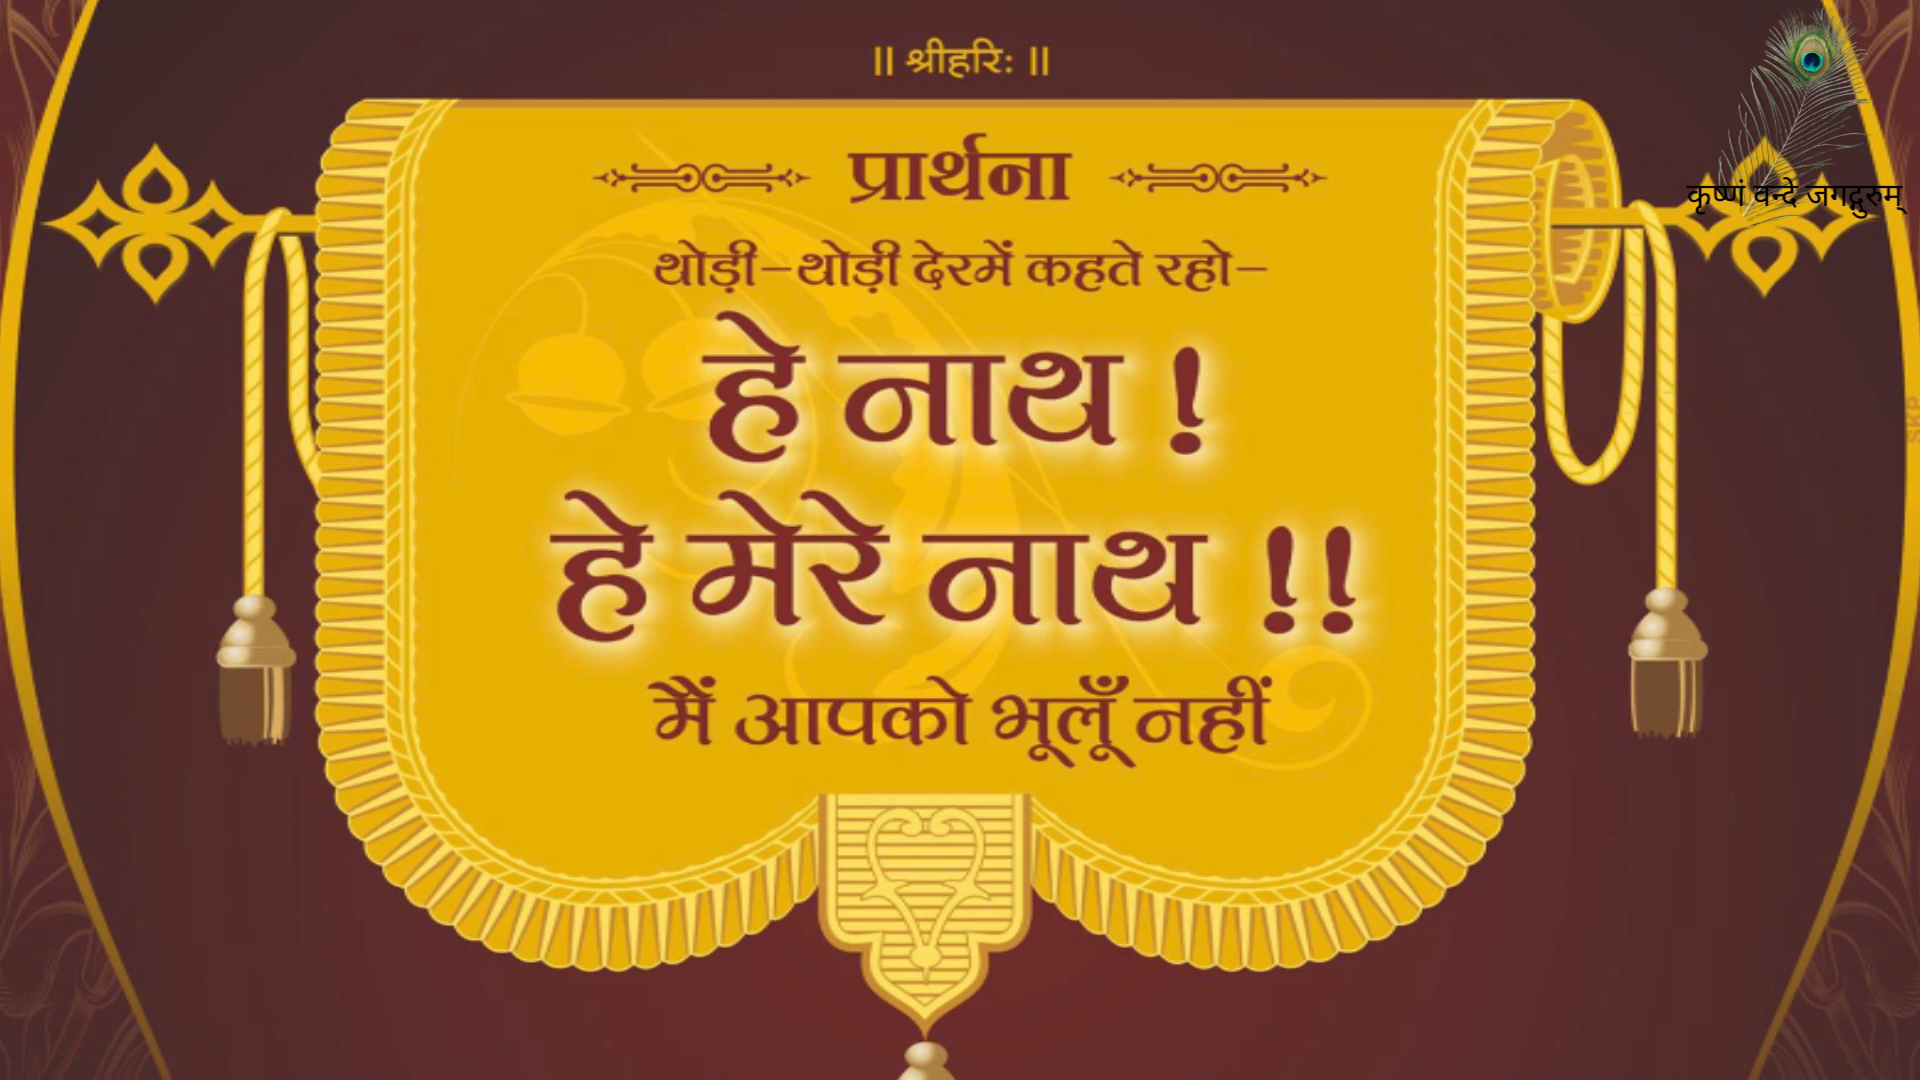 ॥ श्रीहरिः ॥
प्रार्थना
थोड़ी-थोड़ी देरमें कहते रहो-
हे नाथ !
हे मेरे नाथ !!
मैं आपको भूलूँ नहीं
कृष्णं वन्दे जगद्गुरुम्